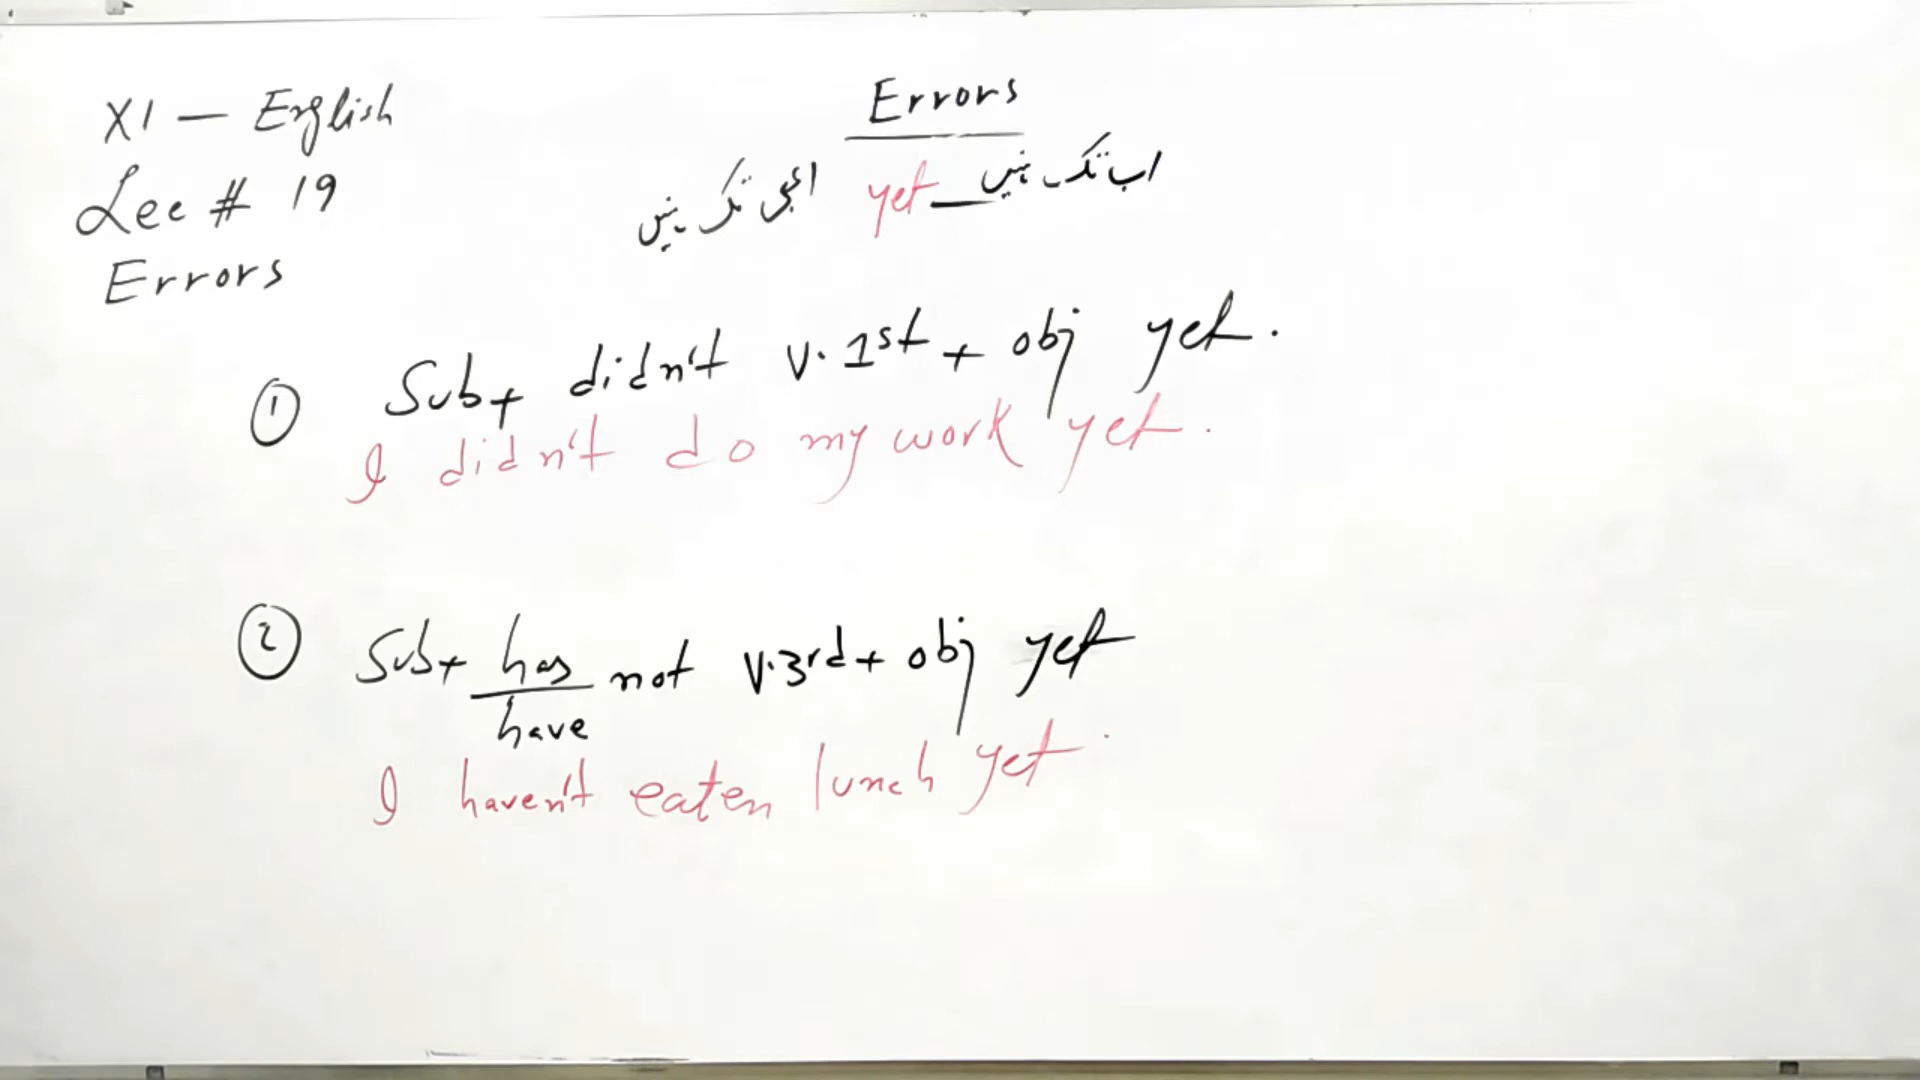 XI — English
Lec # 19
Errors
Errors
ابھی تک نہیں yet — اب تک نہیں
① Sub + didn't V. 1st + obj yet.
I didn't do my work yet.
② Sub + has/have not V. 3rd + obj yet
I haven't eaten lunch yet.